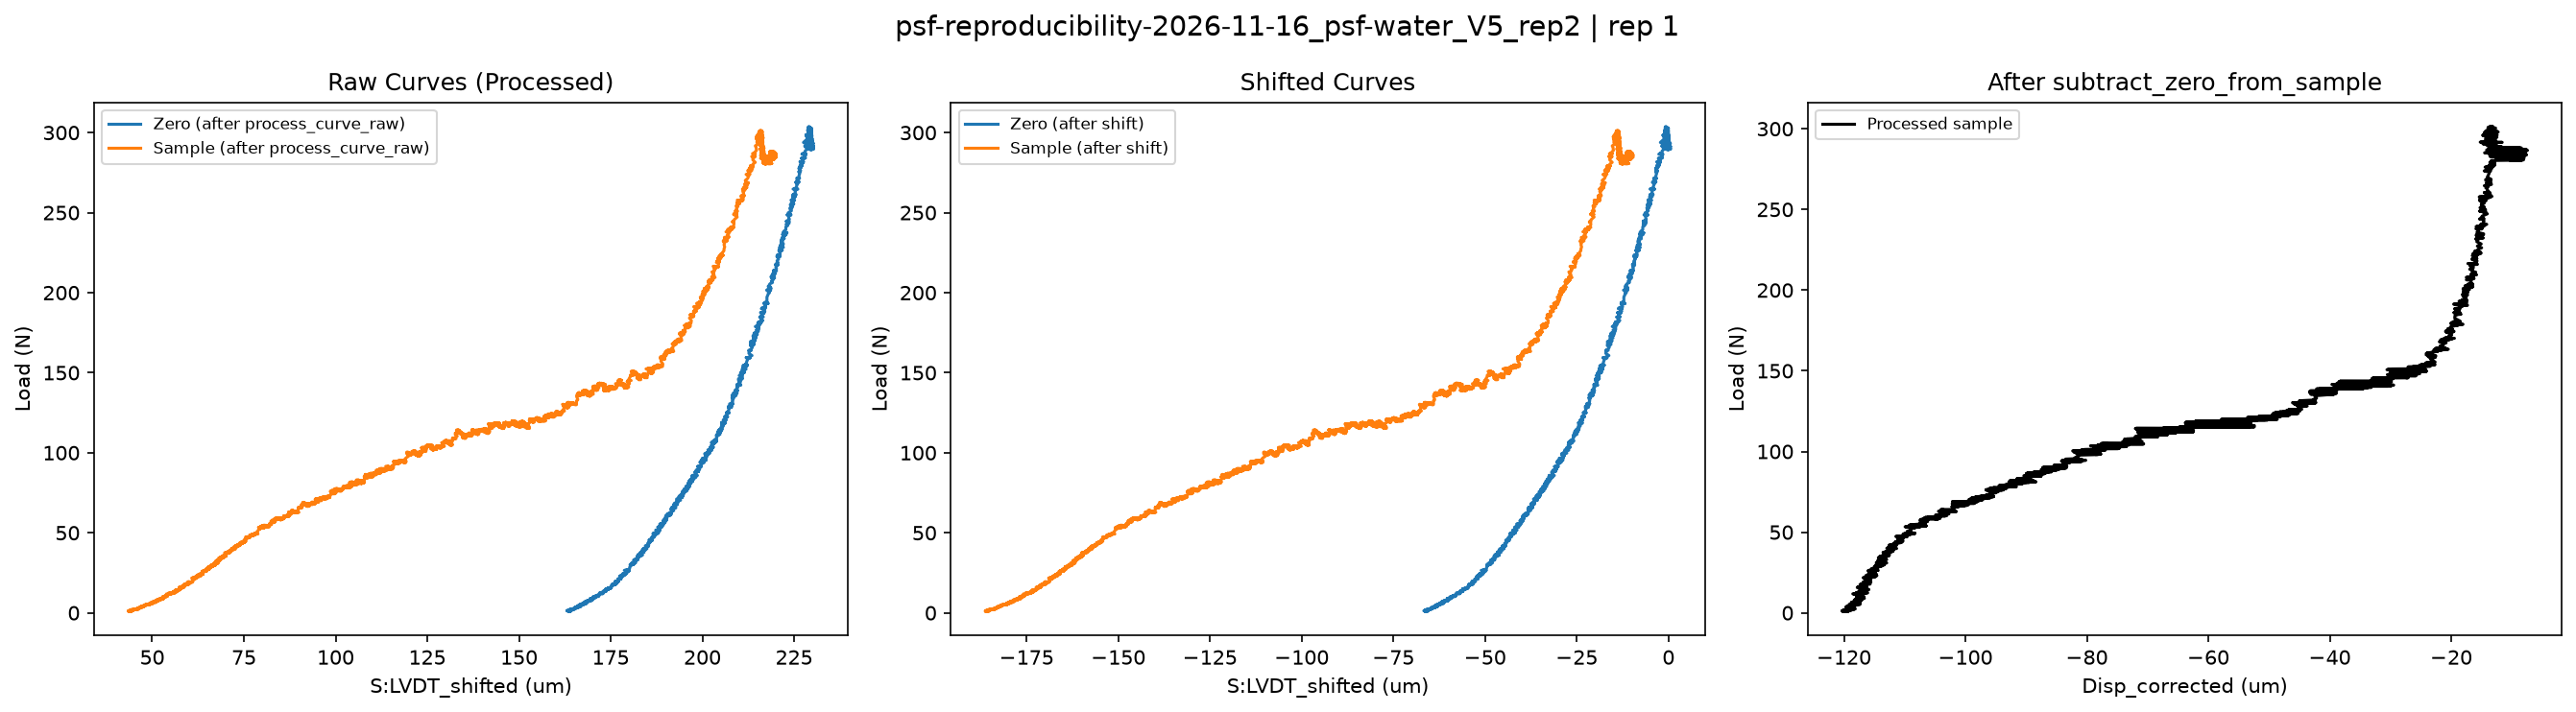 psf-reproducibility-2026-11-16_psf-water_V5_rep2 | rep 1
Raw Curves (Processed)
Zero (after process_curve_raw)
Sample (after process_curve_raw)
300
250
200
150
100
50
0
Load (N)
50 75 100 125 150 175 200 225
S:LVDT_shifted (um)
Shifted Curves
Zero (after shift)
Sample (after shift)
300
250
200
150
100
50
0
Load (N)
−175 −150 −125 −100 −75 −50 −25 0
S:LVDT_shifted (um)
After subtract_zero_from_sample
Processed sample
300
250
200
150
100
50
0
Load (N)
−120 −100 −80 −60 −40 −20
Disp_corrected (um)